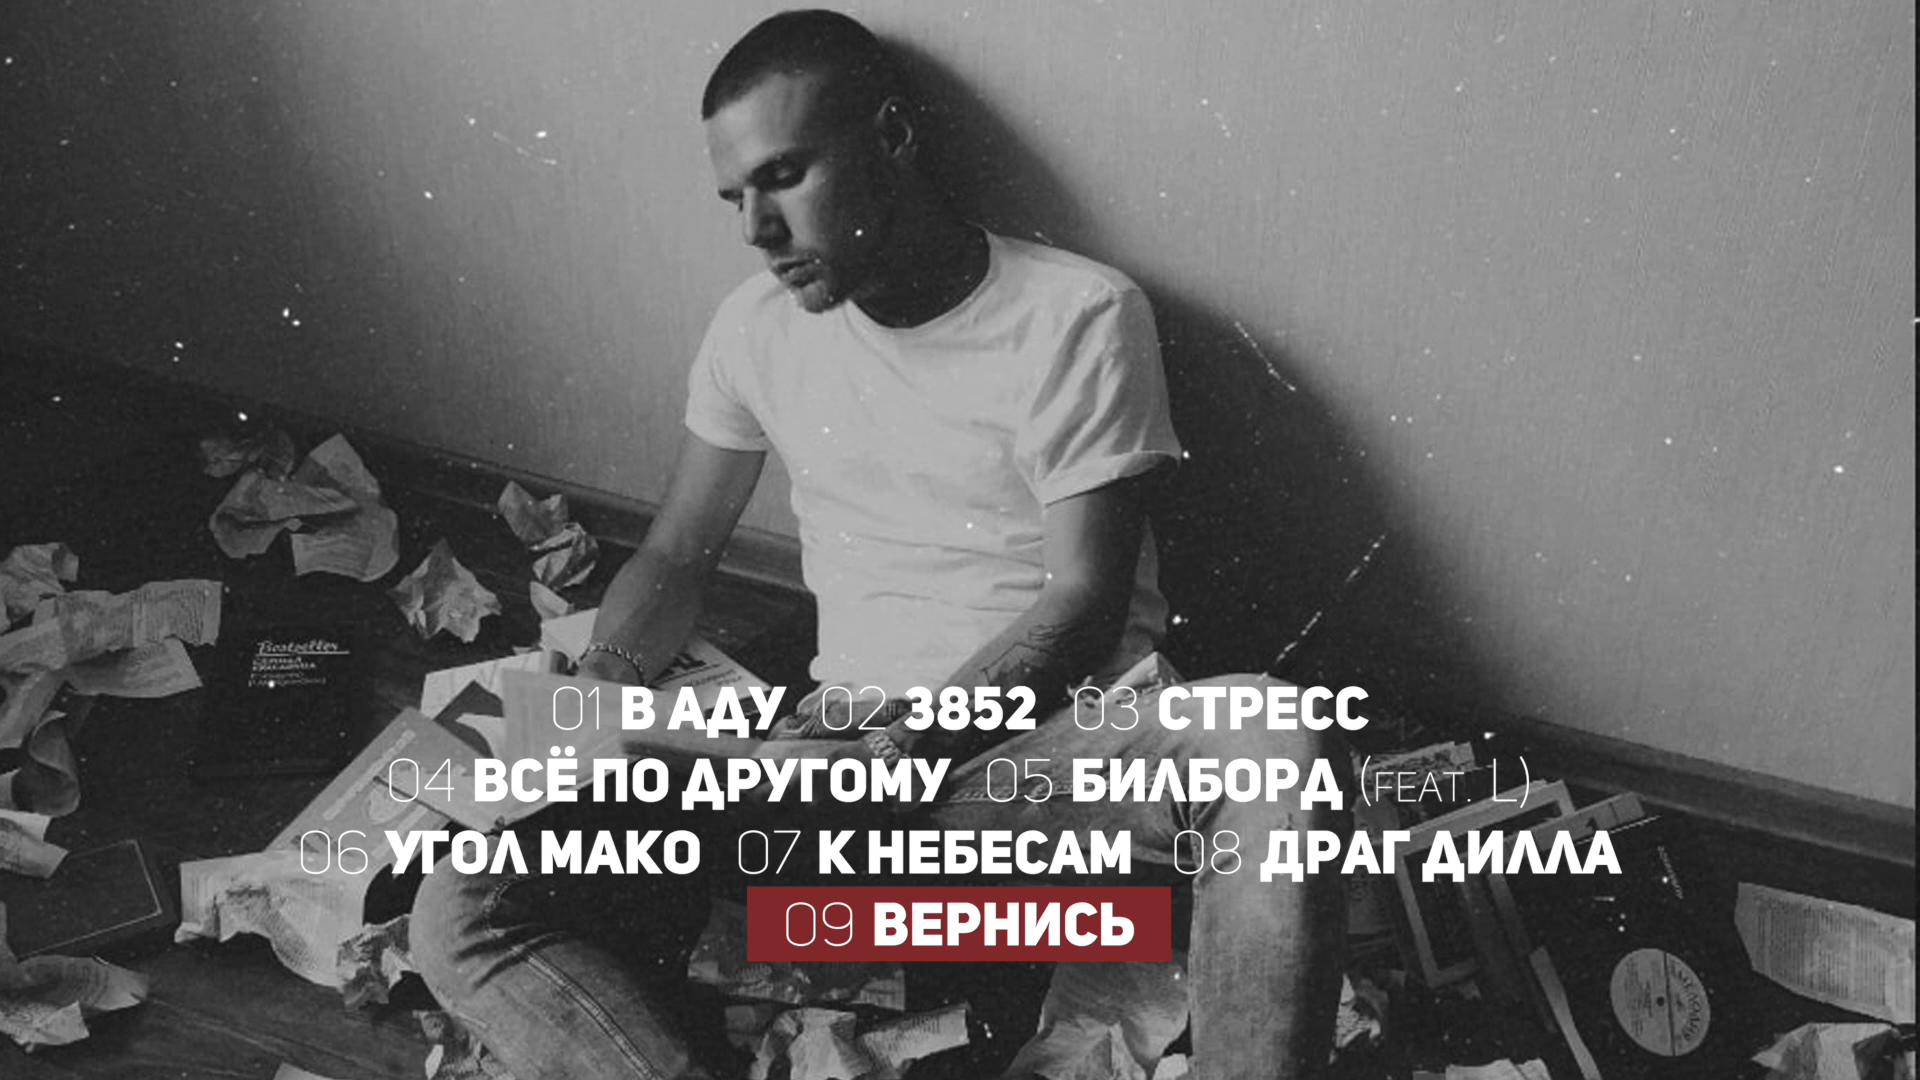 Bestseller
01 В АДУ 02 3852 03 СТРЕСС
04 ВСЁ ПО ДРУГОМУ 05 БИЛБОРД (FEAT. L)
06 УГОЛ МАКО 07 К НЕБЕСАМ 08 ДРАГ ДИЛЛА
09 ВЕРНИСЬ